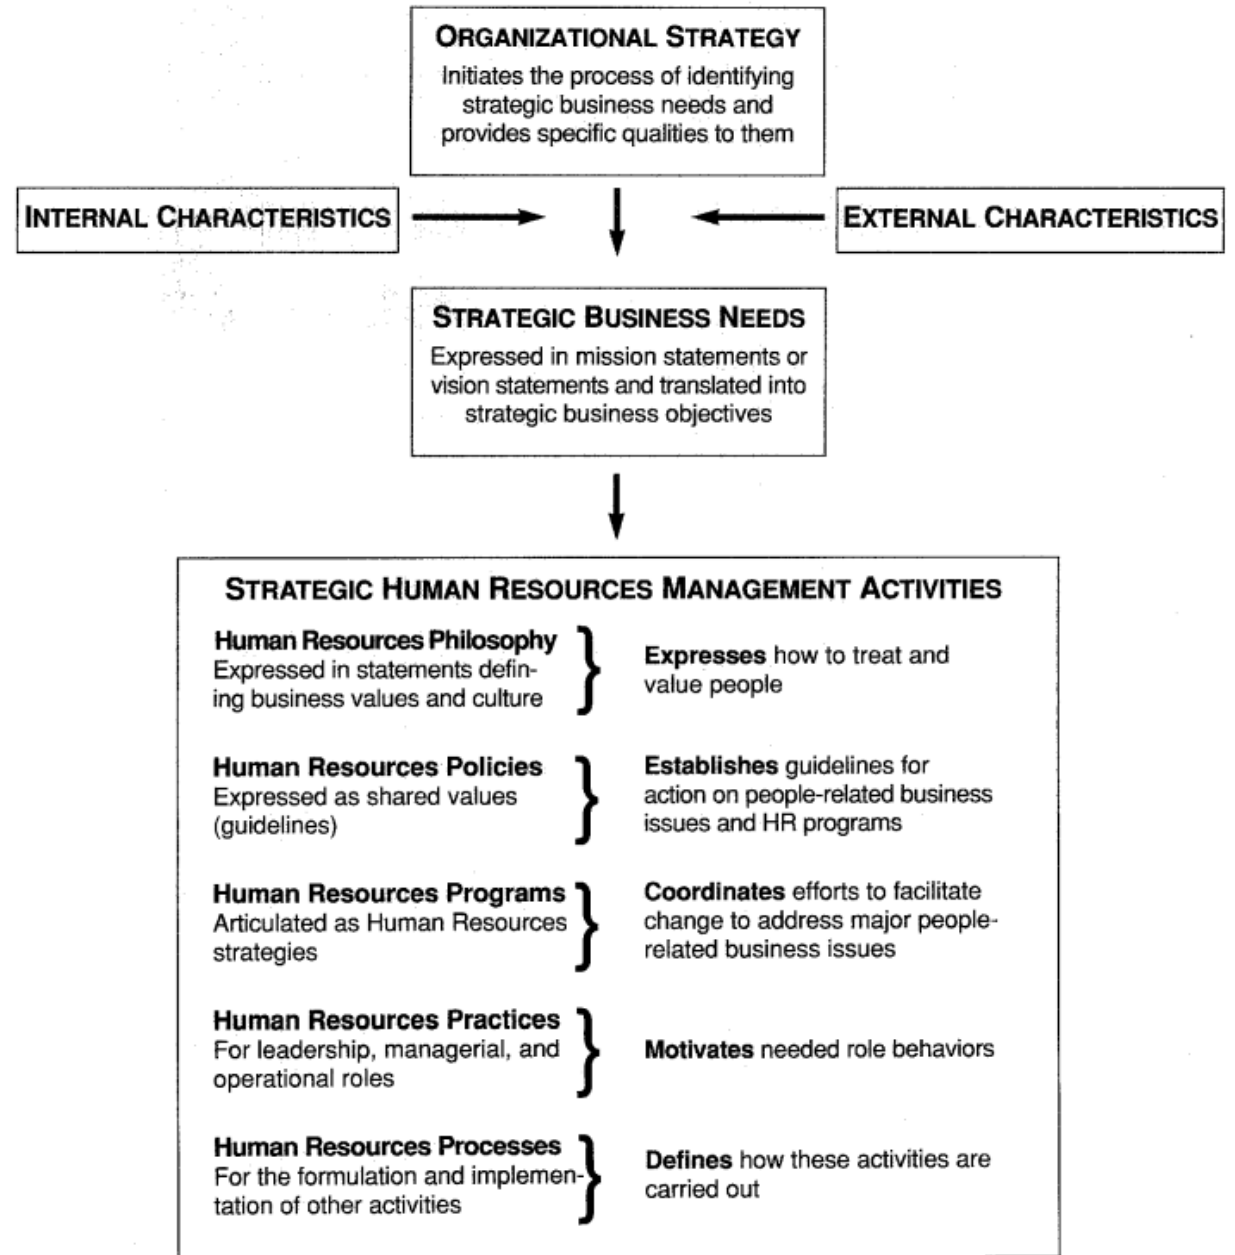 ORGANIZATIONAL STRATEGY
Initiates the process of identifying
strategic business needs and
provides specific qualities to them
INTERNAL CHARACTERISTICS
EXTERNAL CHARACTERISTICS
STRATEGIC BUSINESS NEEDS
Expressed in mission statements or
vision statements and translated into
strategic business objectives
STRATEGIC HUMAN RESOURCES MANAGEMENT ACTIVITIES
Human Resources Philosophy
Expressed in statements defin-
ing business values and culture
Expresses how to treat and
value people
Human Resources Policies
Expressed as shared values
(guidelines)
Establishes guidelines for
action on people-related business
issues and HR programs
Human Resources Programs
Articulated as Human Resources
strategies
Coordinates efforts to facilitate
change to address major people-
related business issues
Human Resources Practices
For leadership, managerial, and
operational roles
Motivates needed role behaviors
Human Resources Processes
For the formulation and implemen-
tation of other activities
Defines how these activities are
carried out